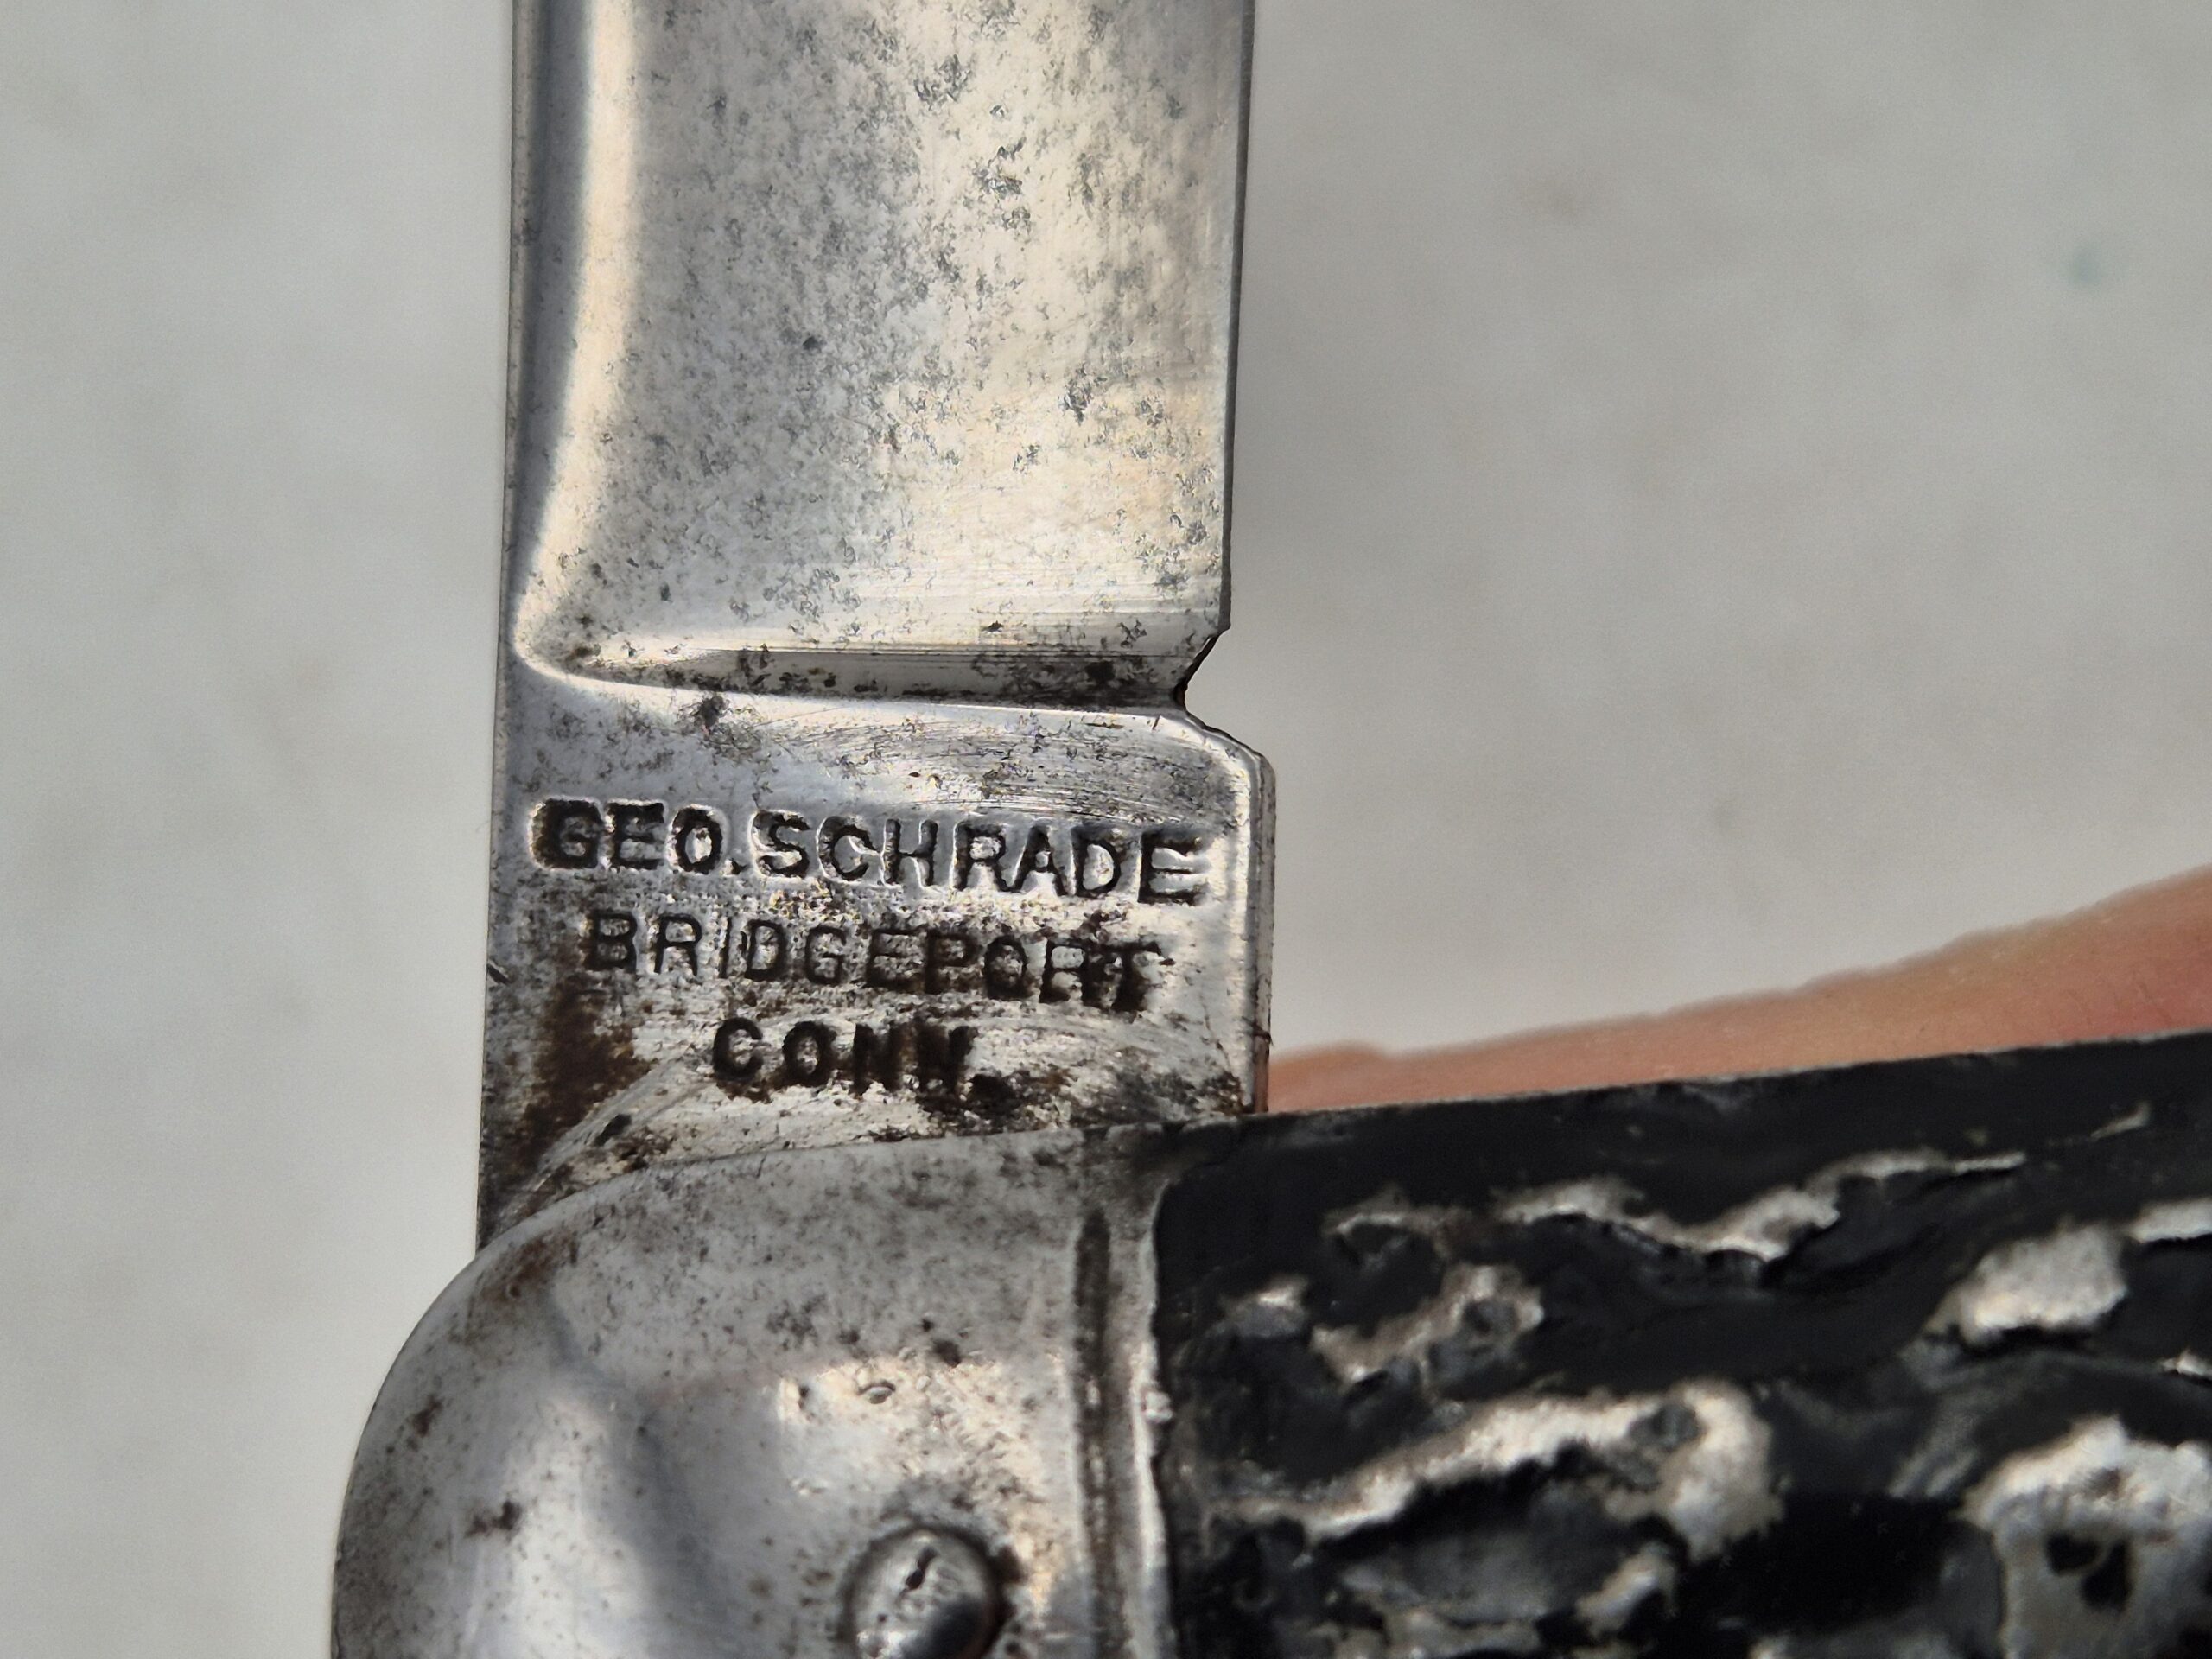 GEO. SCHRADE
BRIDGEPORT
CONN.